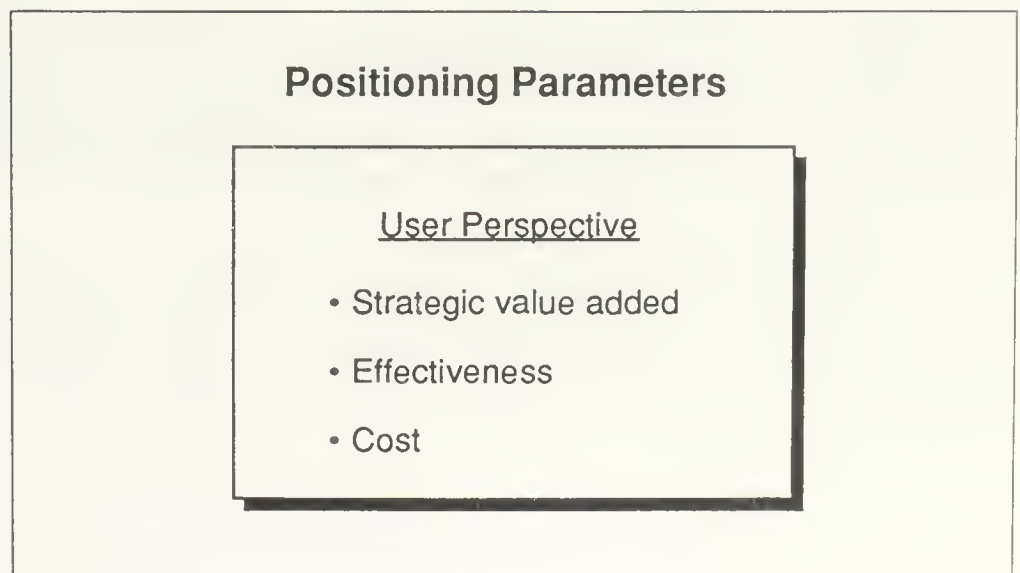 Positioning Parameters
User Perspective
• Strategic value added
• Effectiveness
• Cost